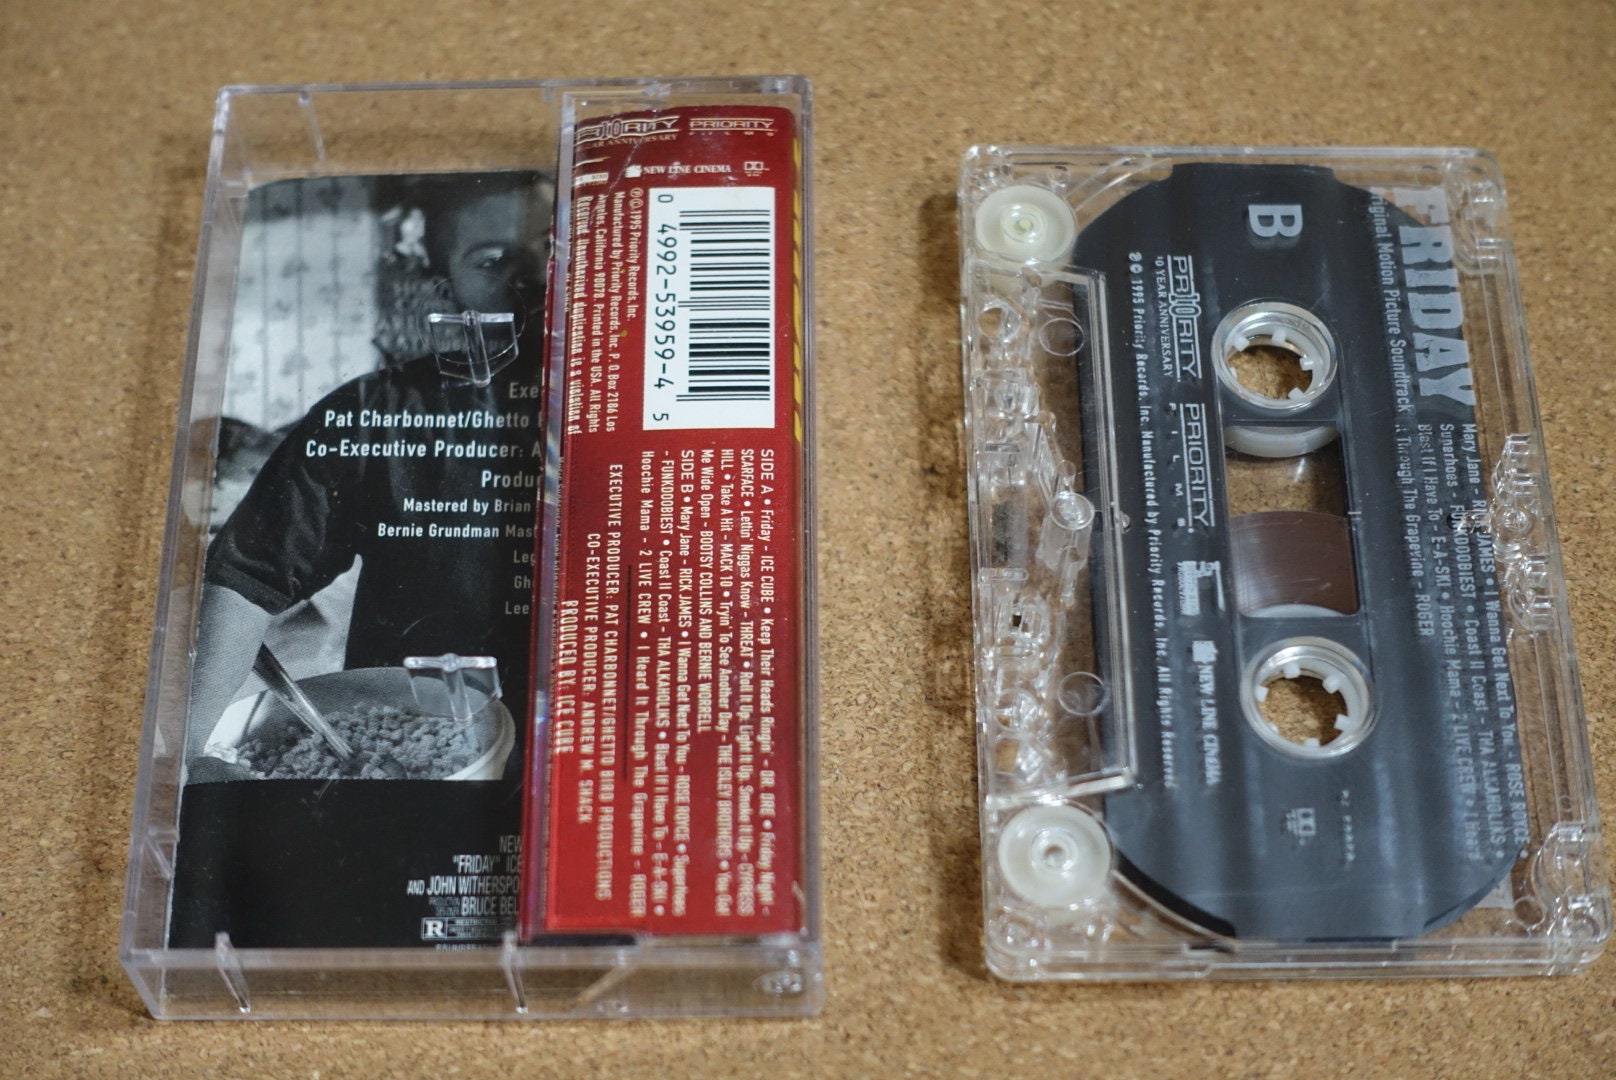 Exe
Pat Charbonnet/Ghetto
Co-Executive Producer: A
Produc
Mastered by Brian
Bernie Grundman Mast
Leg
Gh
Lee
NEW
"FRIDAY" ICE
AND JOHN WITHERSPO
BRUCE BEL
R
PRIORITY
PRIORITY
NEW LINE CINEMA
0 4992-53959-4 5
℗©1995 Priority Records, Inc.
Manufactured by Priority Records, Inc. P. O. Box 2186 Los
Angeles, California 90078. Printed in the USA. All Rights
Reserved. Unauthorized duplication is a violation of
SIDE A • Friday - ICE CUBE • Keep Their Heads Ringin' - DR. DRE • Friday Night -
SCARFACE • Lettin' Niggas Know - THREAT • Roll It Up, Light It Up, Smoke It Up - CYPRESS
HILL • Take A Hit - MACK 10 • Tryin' To See Another Day - THE ISLEY BROTHERS • You Got
Me Wide Open - BOOTSY COLLINS AND BERNIE WORRELL
SIDE B • Mary Jane - RICK JAMES • I Wanna Get Next To You - ROSE ROYCE • Superhoes
- FUNKDOOBIEST • Coast II Coast - THA ALKAHOLIKS • Blast If I Have To - E-A-SKI •
Hoochie Mama - 2 LIVE CREW • I Heard It Through The Grapevine - ROGER
EXECUTIVE PRODUCER: PAT CHARBONNET/GHETTO BIRD PRODUCTIONS
CO-EXECUTIVE PRODUCER: ANDREW M. SHACK
PRODUCED BY: ICE CUBE
FRIDAY
Original Motion Picture Soundtrack
B
Mary Jane - RICK JAMES • I Wanna Get Next To You - ROSE ROYCE •
Superhoes - FUNKDOOBIEST • Coast II Coast - THA ALKAHOLIKS •
Blast If I Have To - E-A-SKI • Hoochie Mama - 2 LIVE CREW • I Heard
It Through The Grapevine - ROGER
PRIORITY
10 YEAR ANNIVERSARY
PRIORITY
FILMS
NEW LINE CINEMA
℗© 1995 Priority Records, Inc. Manufactured by Priority Records, Inc. All Rights Reserved